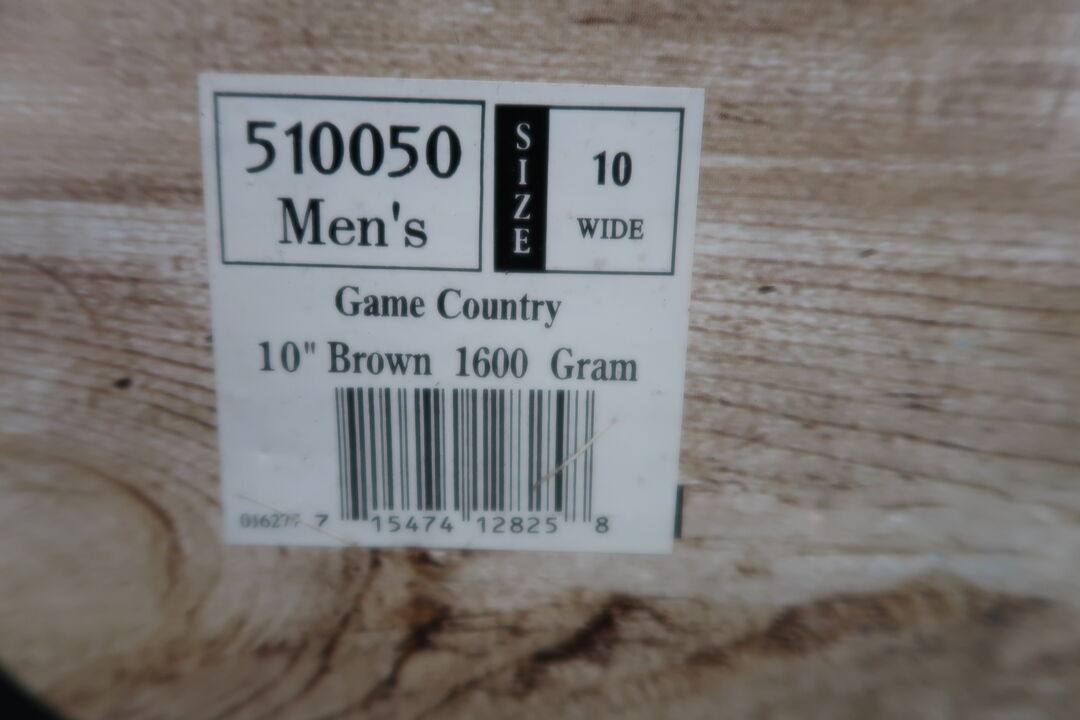 510050
Men's
SIZE
10
WIDE
Game Country
10" Brown 1600 Gram
7 15474 12825 8